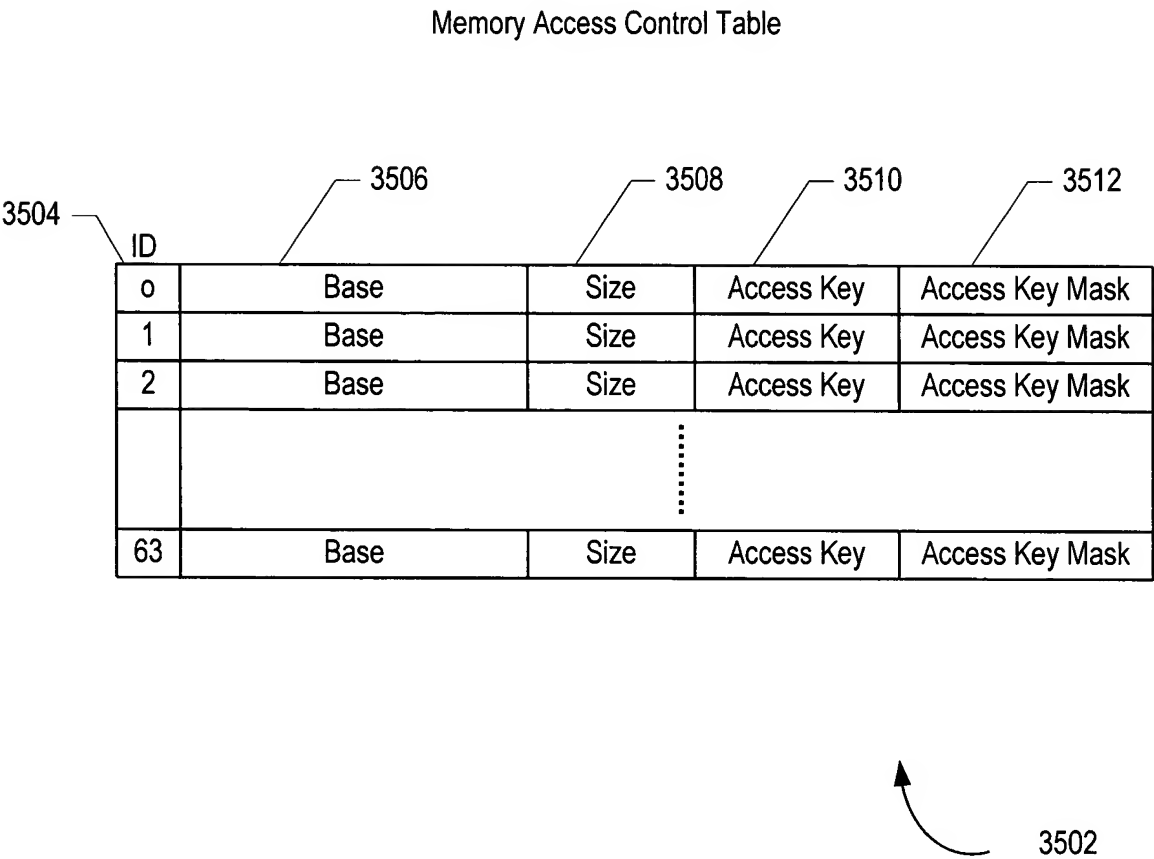 Memory Access Control Table
3506 3508 3510 3512
3504
ID
o Base Size Access Key Access Key Mask
1 Base Size Access Key Access Key Mask
2 Base Size Access Key Access Key Mask
63 Base Size Access Key Access Key Mask
3502